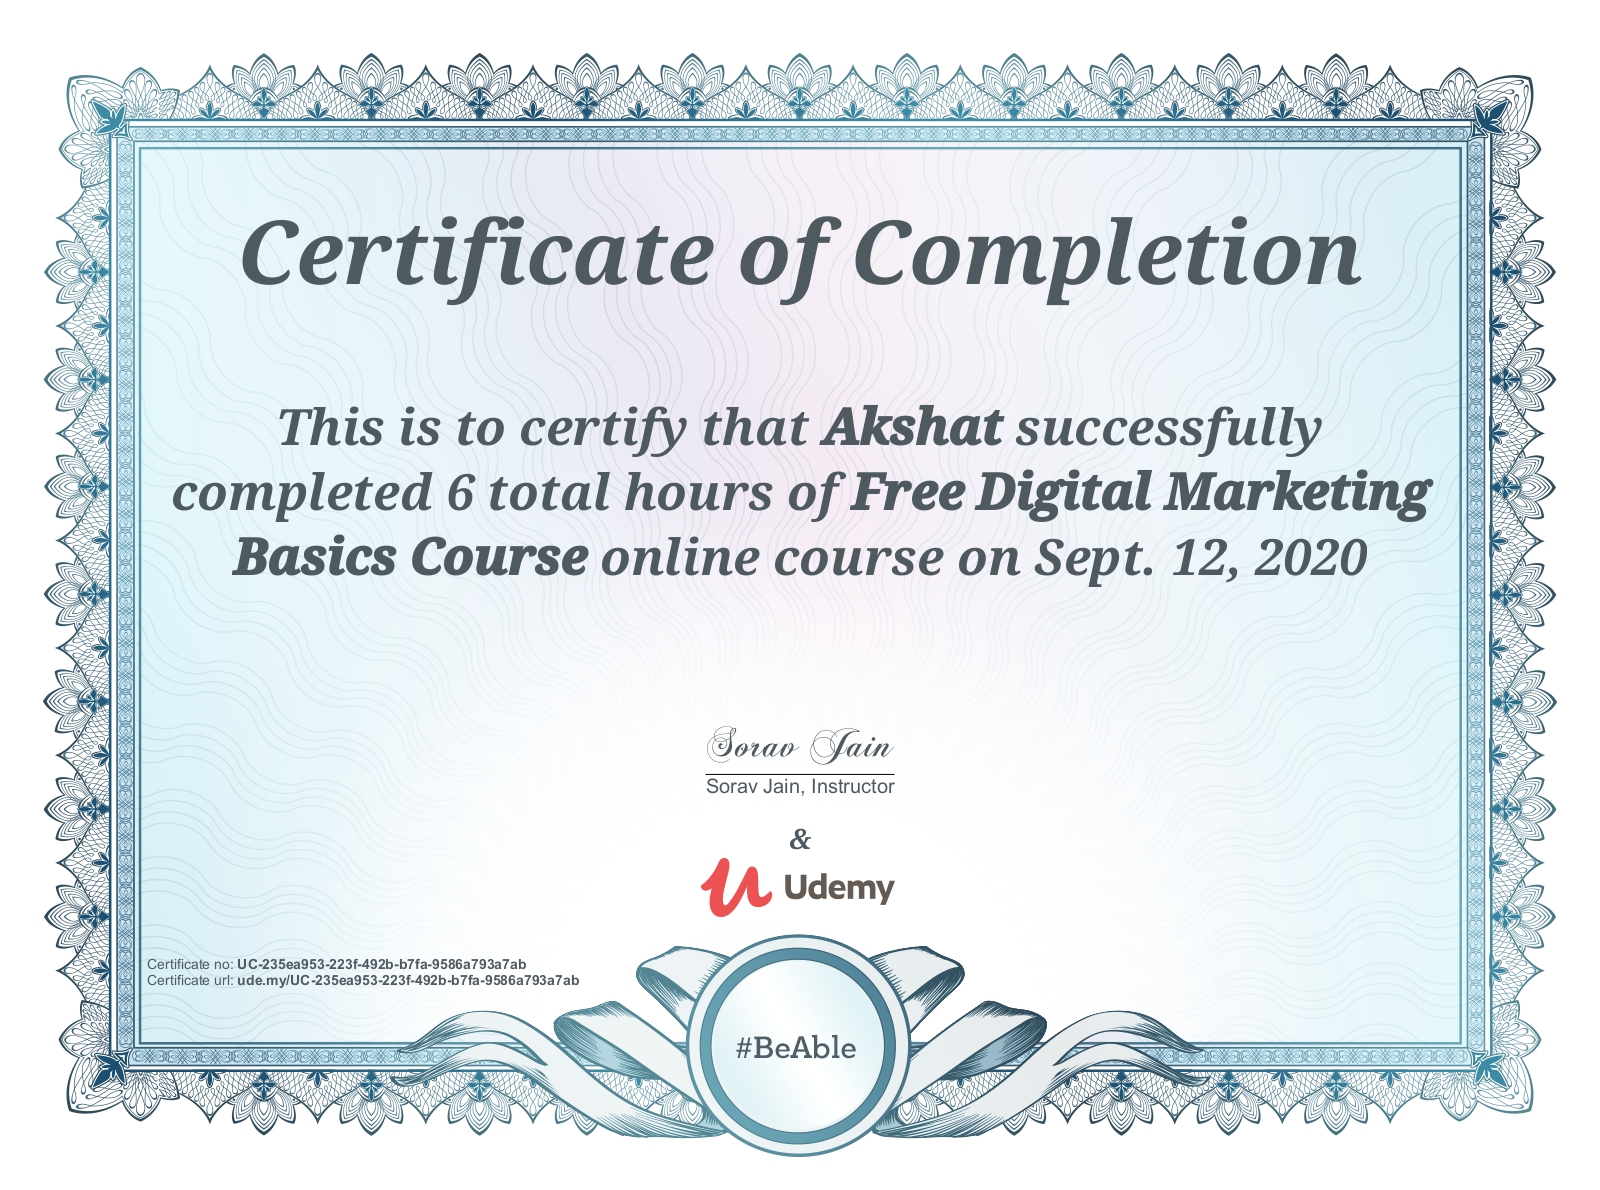 Certificate of Completion
This is to certify that Akshat successfully
completed 6 total hours of Free Digital Marketing
Basics Course online course on Sept. 12, 2020
Sorav Jain
Sorav Jain, Instructor
&
Udemy
Certificate no: UC-235ea953-223f-492b-b7fa-9586a793a7ab
Certificate url: ude.my/UC-235ea953-223f-492b-b7fa-9586a793a7ab
#BeAble